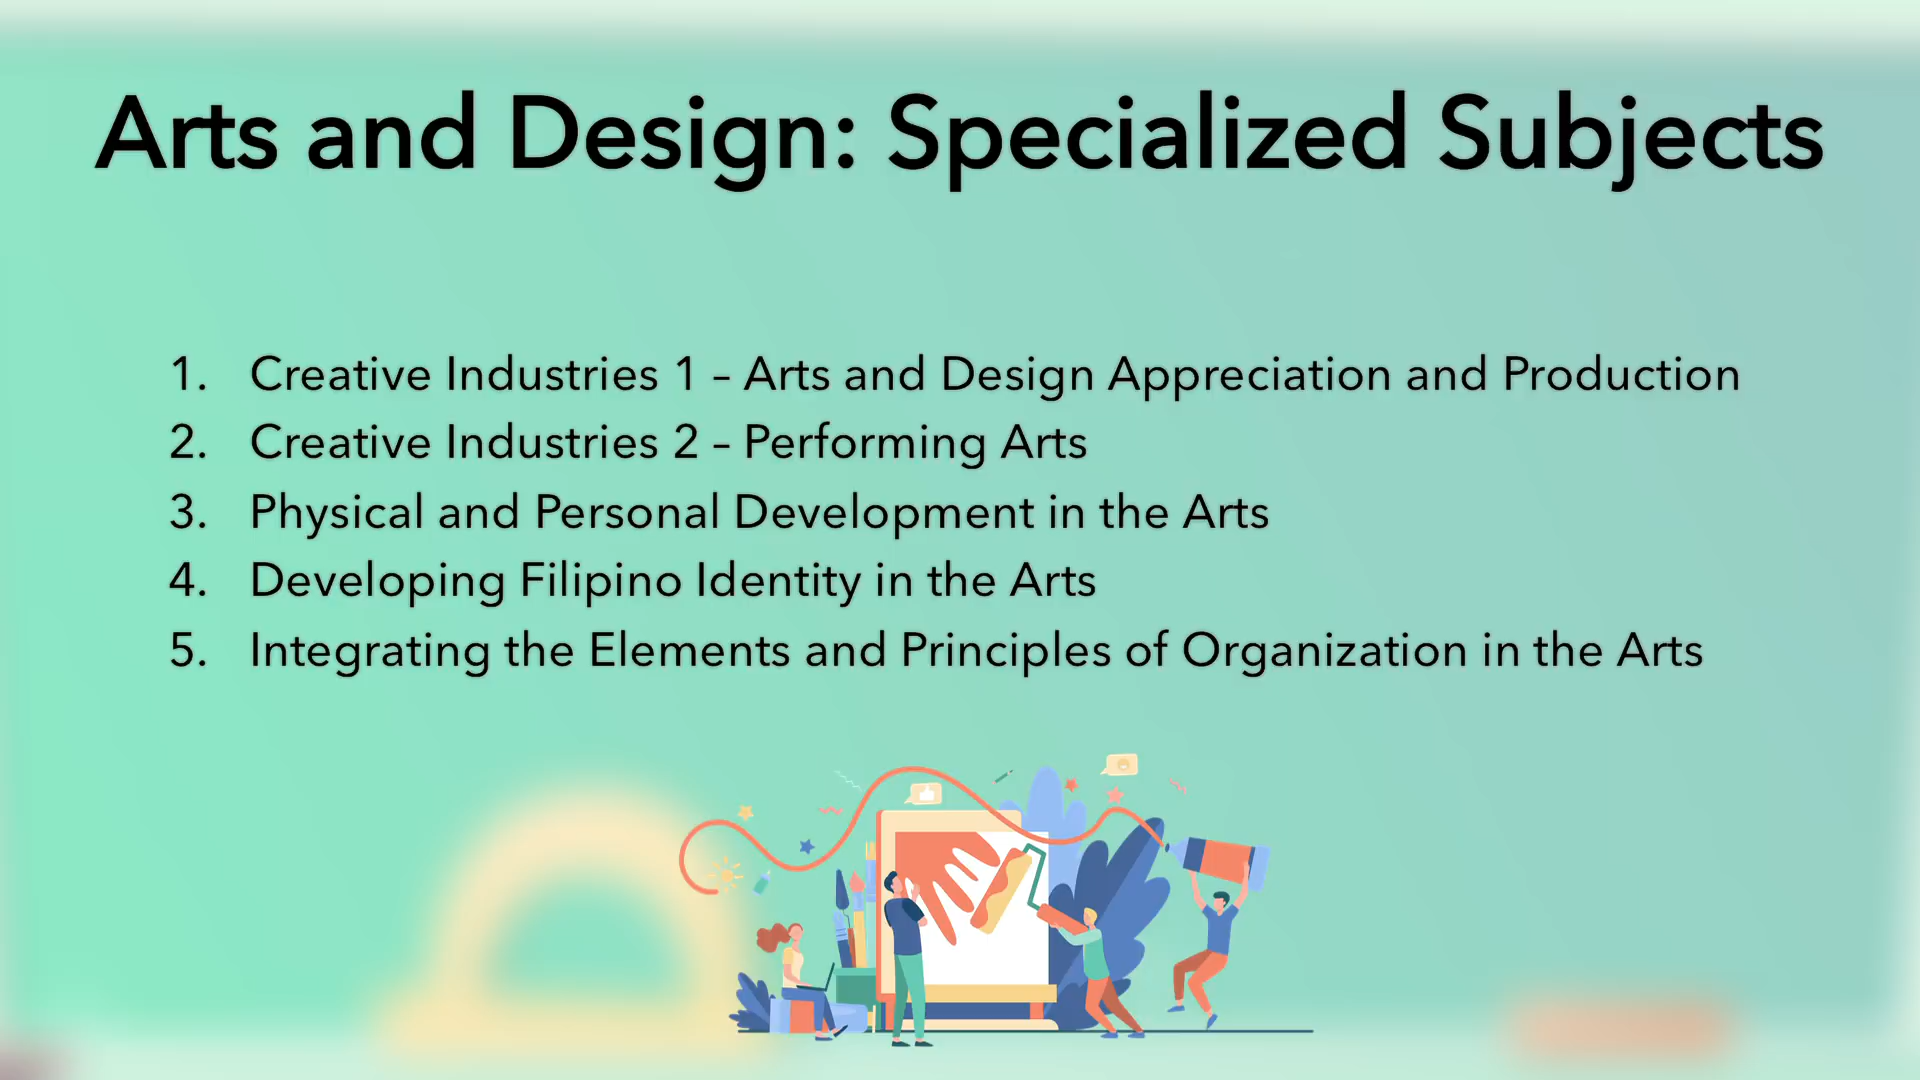 Arts and Design: Specialized Subjects
1. Creative Industries 1 – Arts and Design Appreciation and Production
2. Creative Industries 2 – Performing Arts
3. Physical and Personal Development in the Arts
4. Developing Filipino Identity in the Arts
5. Integrating the Elements and Principles of Organization in the Arts